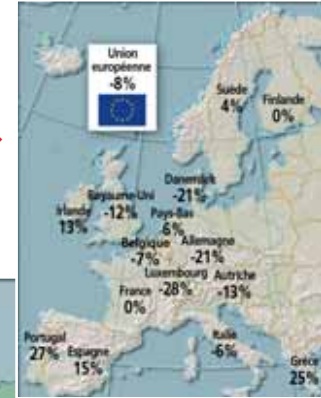 Union
européenne
-8%
Suède
4%
Finlande
0%
Danemark
-21%
Royaume-Uni
-12%
Irlande
13%
Pays-Bas
-6%
Belgique
-7%
Allemagne
-21%
Luxembourg
-28%
Autriche
-13%
France
0%
Portugal
27%
Espagne
15%
Italie
-6%
Grèce
25%